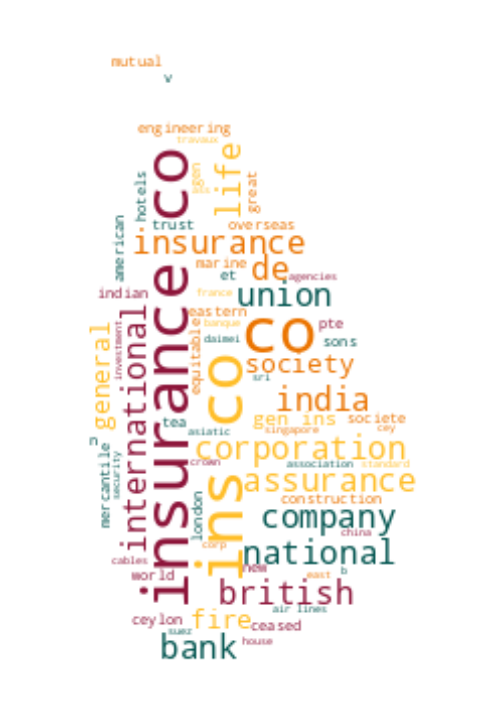 mutual
v
engineering
travaux
insurance co
life
gen
ass
great
hotels
trust
overseas
american
insurance
marine
de
et
agencies
indian
france
union
eastern
banque
co
pte
investment
international
general
equitable
daimei
sons
ins co
society
sri
india
tea
gen ins
societe
asiatic
singapore
cey
n
mercantile
security
corporation
crown
association
standard
assurance
london
construction
company
china
corp
national
cables
world
new
east
b
british
air lines
ceylon
fire
ceased
suez
bank
house